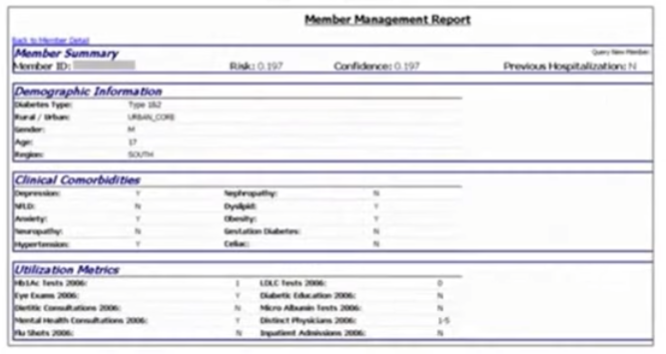 Member Management Report
Back to Member Detail
Member Summary Query New Member
Member ID: Risk: 0.197 Confidence: 0.197 Previous Hospitalization: N
Demographic Information
Diabetes Type: Type 1&2
Rural / Urban: URBAN_CORE
Gender: M
Age: 17
Region: SOUTH
Clinical Comorbidities
Depression: Y Nephropathy: N
NFLD: N Dyslipid: Y
Anxiety: Y Obesity: Y
Neuropathy: N Gestation Diabetes: N
Hypertension: Y Celiac: N
Utilization Metrics
Hb1Ac Tests 2006: 1 LDLC Tests 2006: 0
Eye Exams 2006: Y Diabetic Education 2006: N
Dietitic Consultations 2006: N Micro Albumin Tests 2006: N
Mental Health Consultations 2006: Y Distinct Physicians 2006: 1-5
Flu Shots 2006: N Inpatient Admissions 2006: N